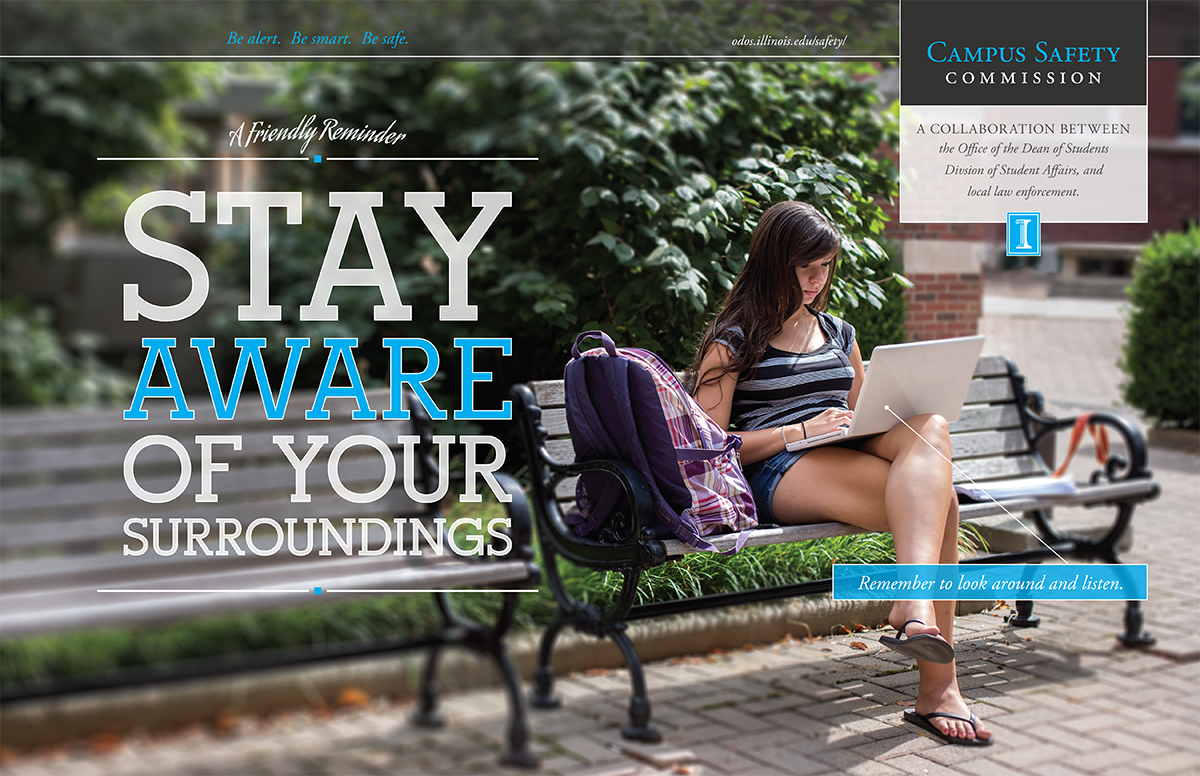 Be alert. Be smart. Be safe.
odos.illinois.edu/safety/
CAMPUS SAFETY
COMMISSION
A COLLABORATION BETWEEN
the Office of the Dean of Students
Divsion of Student Affairs, and
local law enforcement.
I
A Friendly Reminder
STAY
AWARE
OF YOUR
SURROUNDINGS
Remember to look around and listen.